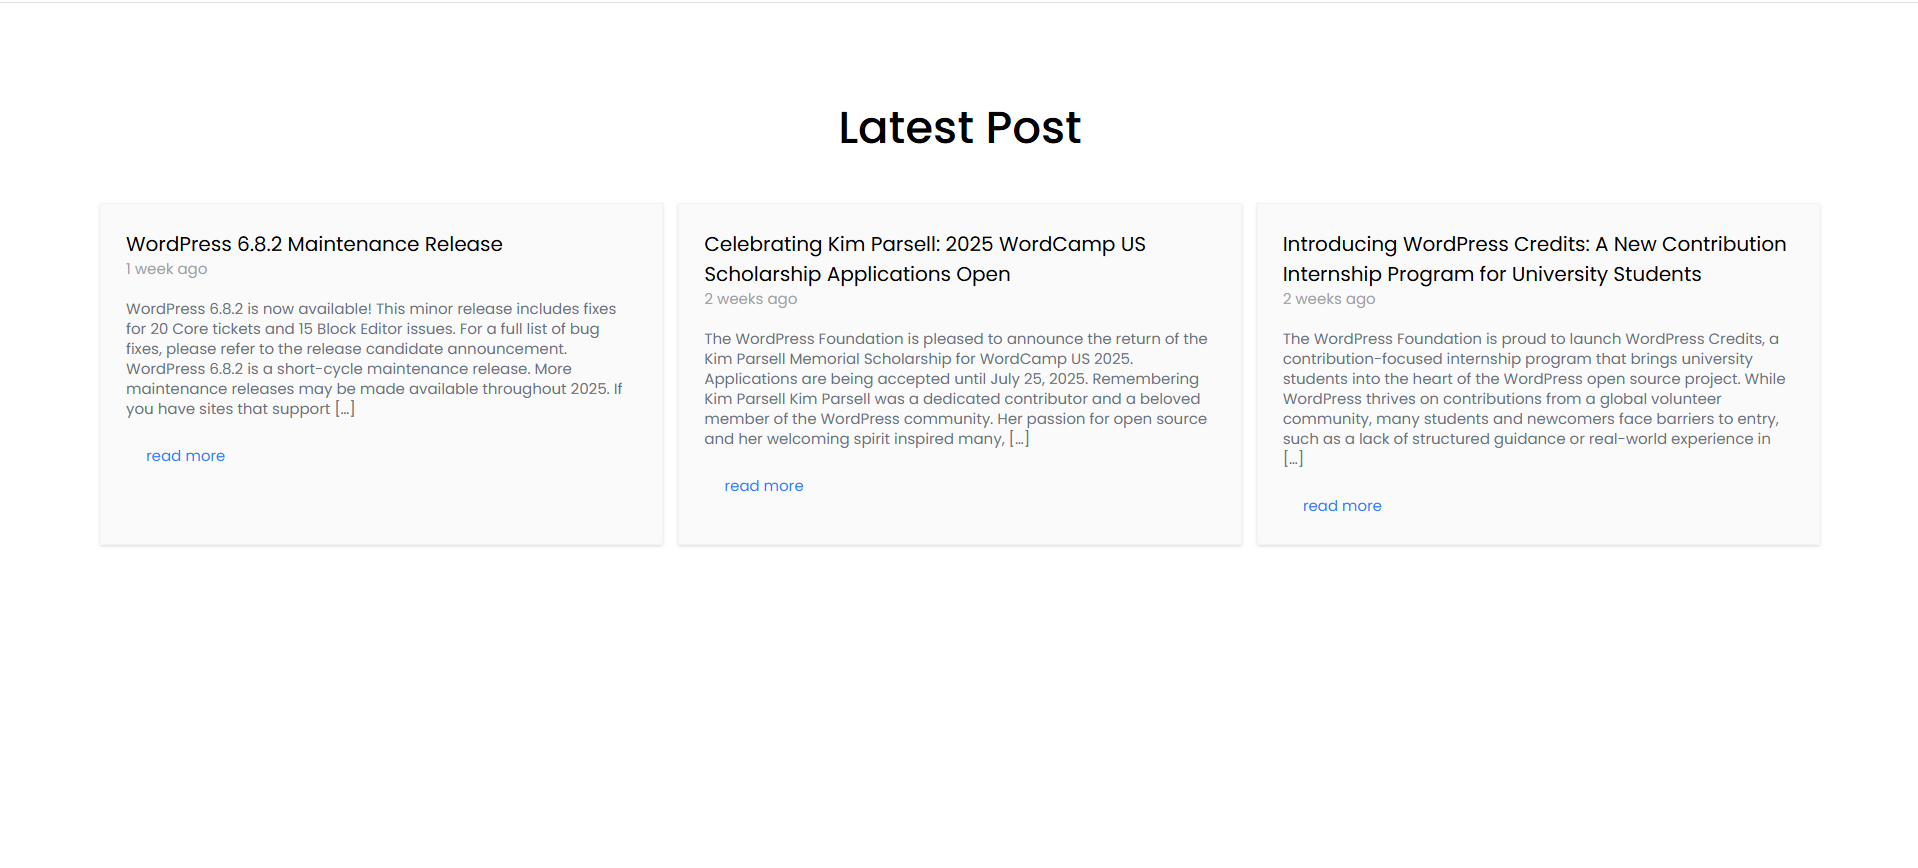 Latest Post
WordPress 6.8.2 Maintenance Release
1 week ago
WordPress 6.8.2 is now available! This minor release includes fixes
for 20 Core tickets and 15 Block Editor issues. For a full list of bug
fixes, please refer to the release candidate announcement.
WordPress 6.8.2 is a short-cycle maintenance release. More
maintenance releases may be made available throughout 2025. If
you have sites that support […]
read more
Celebrating Kim Parsell: 2025 WordCamp US
Scholarship Applications Open
2 weeks ago
The WordPress Foundation is pleased to announce the return of the
Kim Parsell Memorial Scholarship for WordCamp US 2025.
Applications are being accepted until July 25, 2025. Remembering
Kim Parsell Kim Parsell was a dedicated contributor and a beloved
member of the WordPress community. Her passion for open source
and her welcoming spirit inspired many, […]
read more
Introducing WordPress Credits: A New Contribution
Internship Program for University Students
2 weeks ago
The WordPress Foundation is proud to launch WordPress Credits, a
contribution-focused internship program that brings university
students into the heart of the WordPress open source project. While
WordPress thrives on contributions from a global volunteer
community, many students and newcomers face barriers to entry,
such as a lack of structured guidance or real-world experience in
[…]
read more